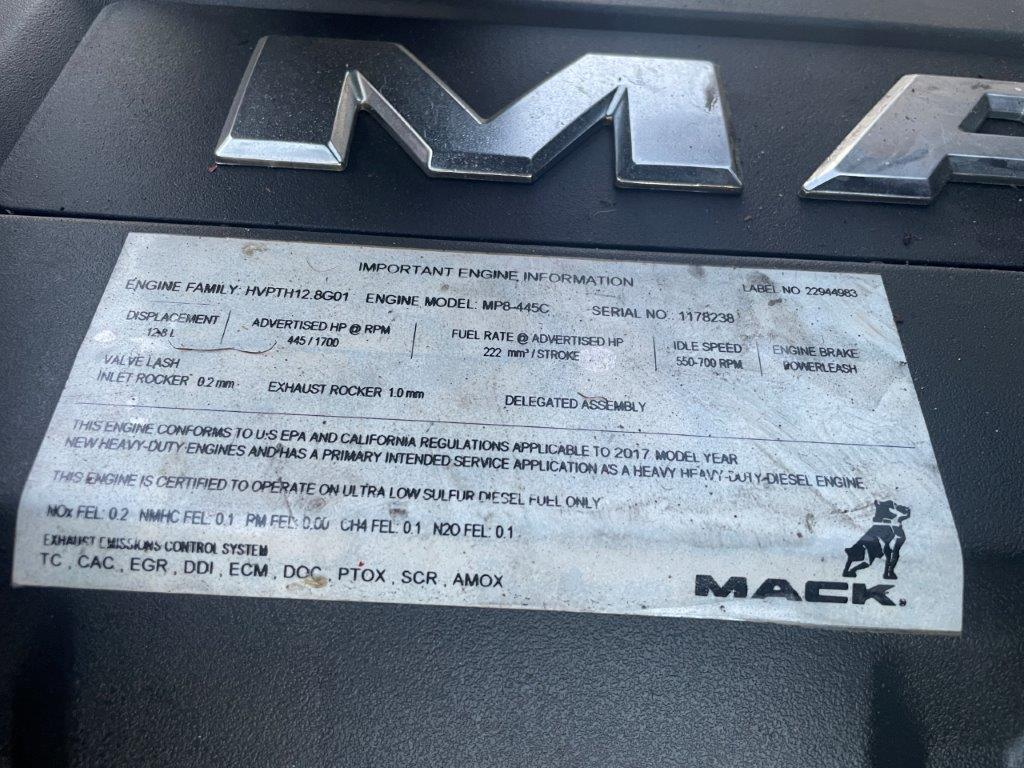 MA
IMPORTANT ENGINE INFORMATION
LABEL NO 22944983
ENGINE FAMILY: HVPTH12.8G01 ENGINE MODEL: MP8-445C SERIAL NO 1178238
DISPLACEMENT ADVERTISED HP @ RPM FUEL RATE @ ADVERTISED HP IDLE SPEED ENGINE BRAKE
12.8 L 445 / 1700 222 mm³ / STROKE 550-700 RPM POWERLEASH
VALVE LASH
INLET ROCKER 0.2 mm EXHAUST ROCKER 1.0 mm DELEGATED ASSEMBLY
THIS ENGINE CONFORMS TO U.S EPA AND CALIFORNIA REGULATIONS APPLICABLE TO 2017 MODEL YEAR
NEW HEAVY-DUTY ENGINES AND HAS A PRIMARY INTENDED SERVICE APPLICATION AS A HEAVY HEAVY-DUTY-DIESEL ENGINE
THIS ENGINE IS CERTIFIED TO OPERATE ON ULTRA LOW SULFUR DIESEL FUEL ONLY
NOx FEL: 0.2 NMHC FEL: 0.1 PM FEL: 0.00 CH4 FEL: 0.1 N2O FEL: 0.1
EXHAUST EMISSIONS CONTROL SYSTEM
TC , CAC , EGR , DDI , ECM , DOC , PTOX , SCR , AMOX
MACK.